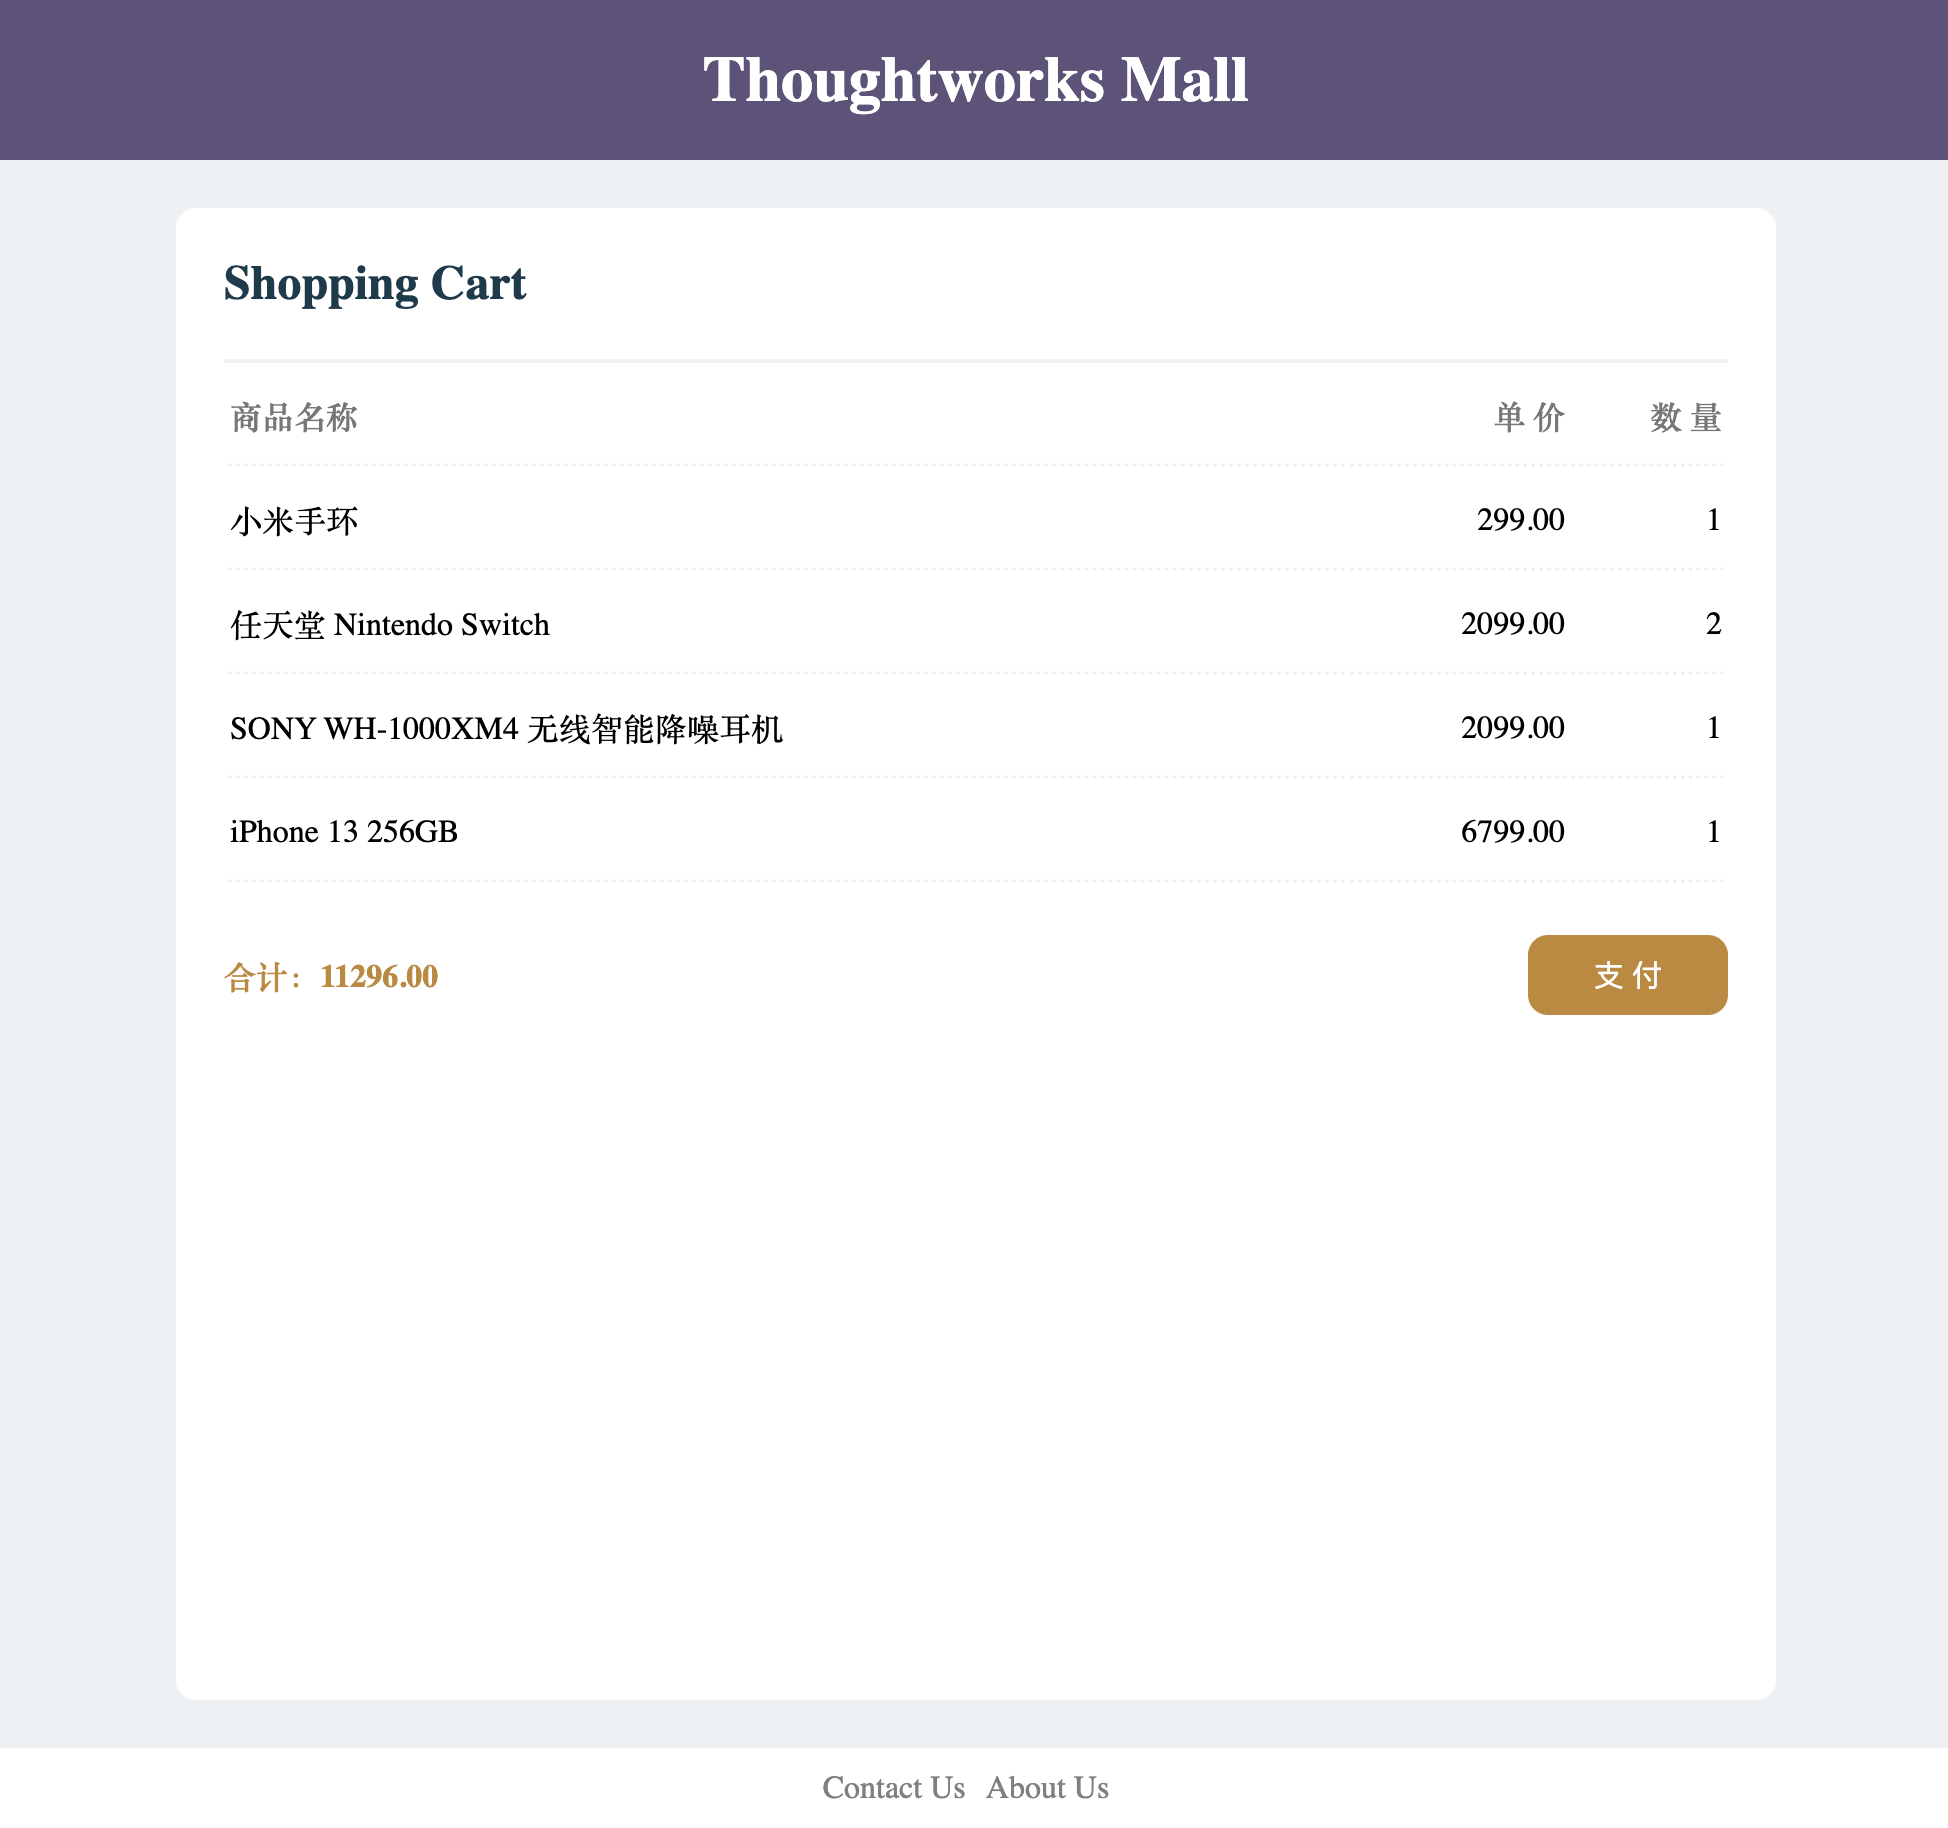 Thoughtworks Mall
Shopping Cart
商品名称 单 价 数 量
小米手环 299.00 1
任天堂 Nintendo Switch 2099.00 2
SONY WH-1000XM4 无线智能降噪耳机 2099.00 1
iPhone 13 256GB 6799.00 1
合计：11296.00 支 付
Contact Us About Us